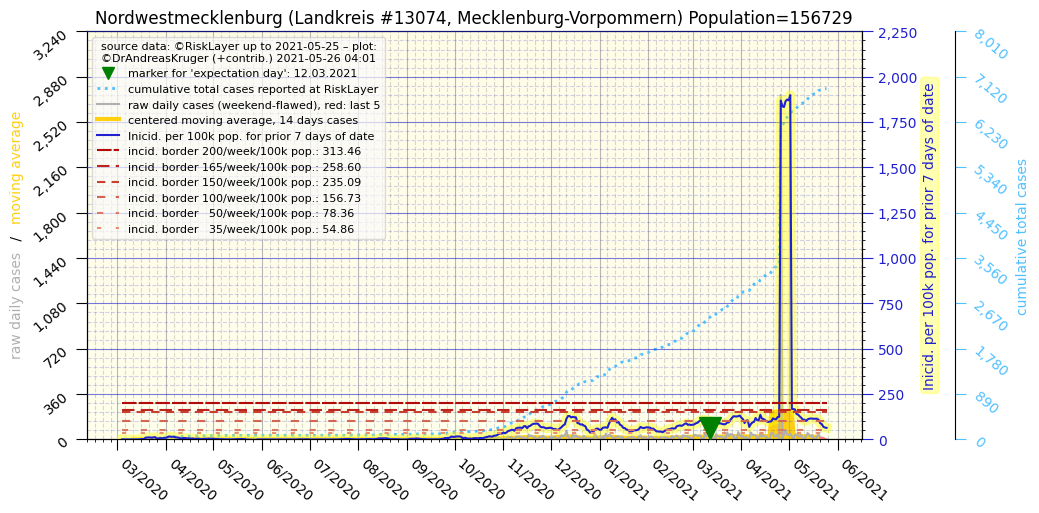 Nordwestmecklenburg (Landkreis #13074, Mecklenburg-Vorpommern) Population=156729
source data: ©RiskLayer up to 2021-05-25 – plot:
©DrAndreasKruger (+contrib.) 2021-05-26 04:01
marker for 'expectation day': 12.03.2021
cumulative total cases reported at RiskLayer
raw daily cases (weekend-flawed), red: last 5
centered moving average, 14 days cases
Inicid. per 100k pop. for prior 7 days of date
incid. border 200/week/100k pop.: 313.46
incid. border 165/week/100k pop.: 258.60
incid. border 150/week/100k pop.: 235.09
incid. border 100/week/100k pop.: 156.73
incid. border   50/week/100k pop.: 78.36
incid. border   35/week/100k pop.: 54.86
raw daily cases / moving average
3,240
2,880
2,520
2,160
1,800
1,440
1,080
720
360
0
03/2020
04/2020
05/2020
06/2020
07/2020
08/2020
09/2020
10/2020
11/2020
12/2020
01/2021
02/2021
03/2021
04/2021
05/2021
06/2021
2,250
2,000
1,750
1,500
1,250
1,000
750
500
250
0
Inicid. per 100k pop. for prior 7 days of date
8,010
7,120
6,230
5,340
4,450
3,560
2,670
1,780
890
0
cumulative total cases